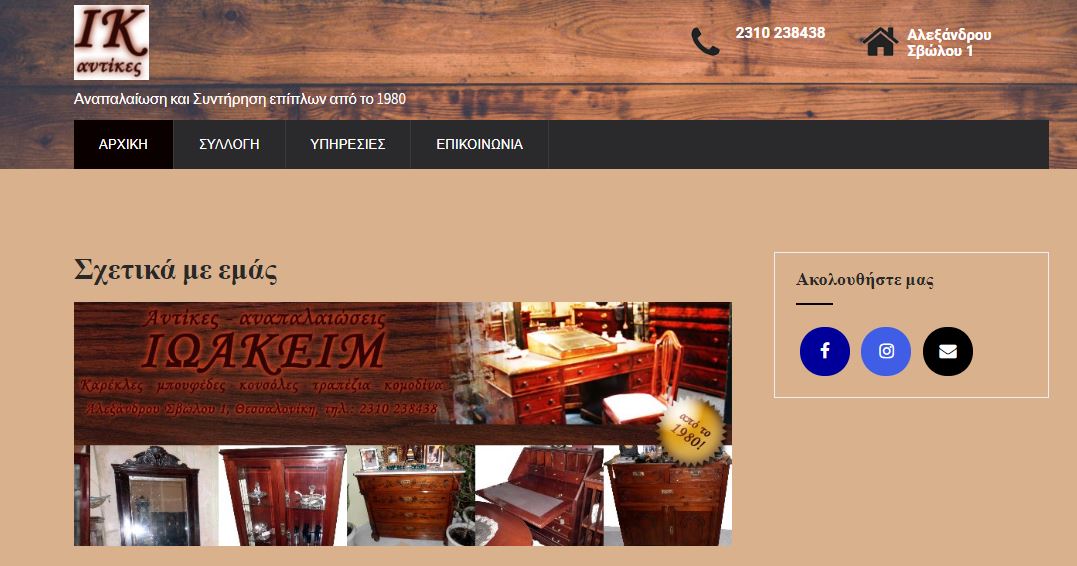 ΙΚ
αντίκες
2310 238438
Αλεξάνδρου
Σβώλου 1
Αναπαλαίωση και Συντήρηση επίπλων από το 1980
ΑΡΧΙΚΗ ΣΥΛΛΟΓΗ ΥΠΗΡΕΣΙΕΣ ΕΠΙΚΟΙΝΩΝΙΑ
Σχετικά με εμάς
Αντίκες - αναπαλαιώσεις
ΙΩΑΚΕΙΜ
Καρέκλες - μπουφέδες κονσόλες τραπέζια - κομοδίνα
Αλεξάνδρου Σβώλου 1, Θεσσαλονίκη, τηλ.: 2310 238438
από το
1980!
Ακολουθήστε μας